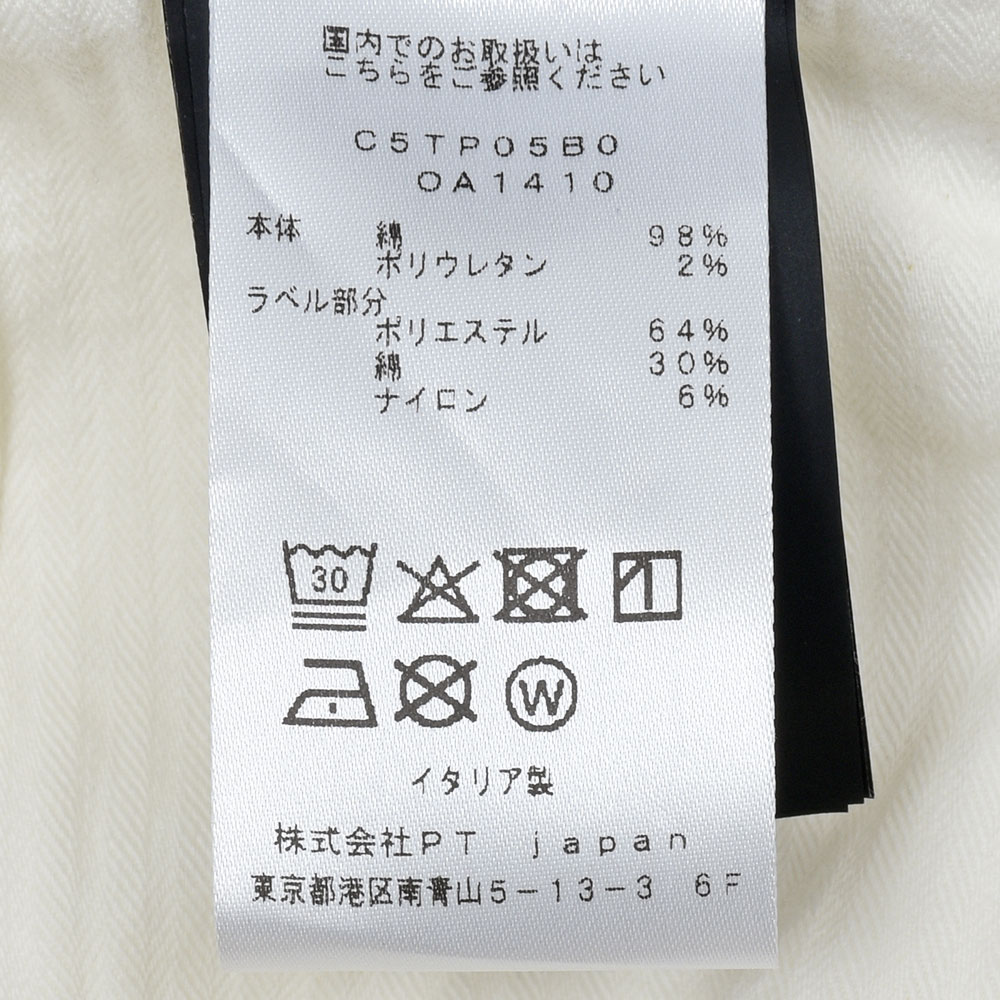 国内でのお取扱いは
こちらをご参照ください
C5TP05B0
OA1410
本体 綿 98%
ポリウレタン 2%
ラベル部分
ポリエステル 64%
綿 30%
ナイロン 6%
30
W
イタリア製
株式会社PT japan
東京都港区南青山5-13-3 6F